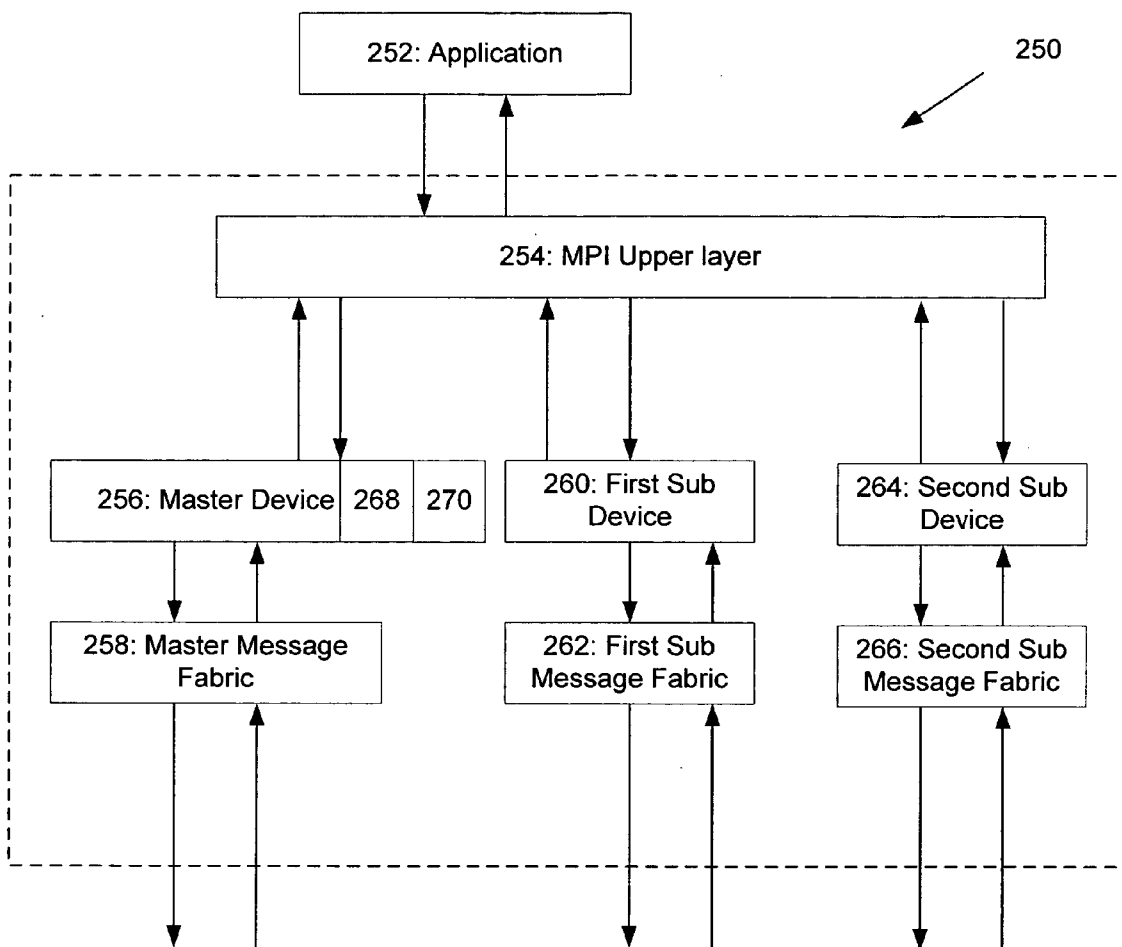 252: Application
250
254: MPI Upper layer
256: Master Device
268
270
260: First Sub
Device
264: Second Sub
Device
258: Master Message
Fabric
262: First Sub
Message Fabric
266: Second Sub
Message Fabric